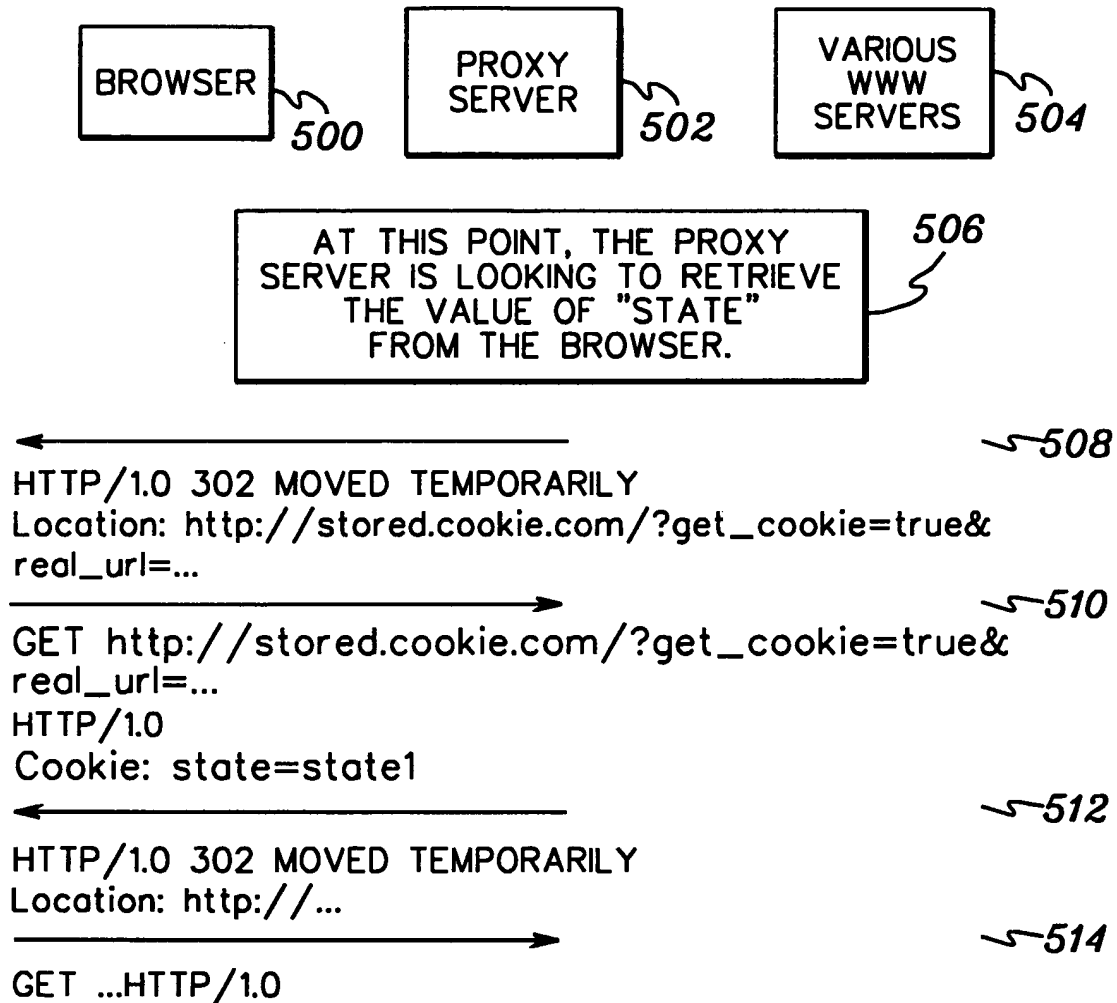 BROWSER
500
PROXY
SERVER
502
VARIOUS
WWW
SERVERS
504
AT THIS POINT, THE PROXY
SERVER IS LOOKING TO RETRIEVE
THE VALUE OF "STATE"
FROM THE BROWSER.
506
508
HTTP/1.0 302 MOVED TEMPORARILY
Location: http://stored.cookie.com/?get_cookie=true&
real_url=...
510
GET http://stored.cookie.com/?get_cookie=true&
real_url=...
HTTP/1.0
Cookie: state=state1
512
HTTP/1.0 302 MOVED TEMPORARILY
Location: http://...
514
GET ...HTTP/1.0